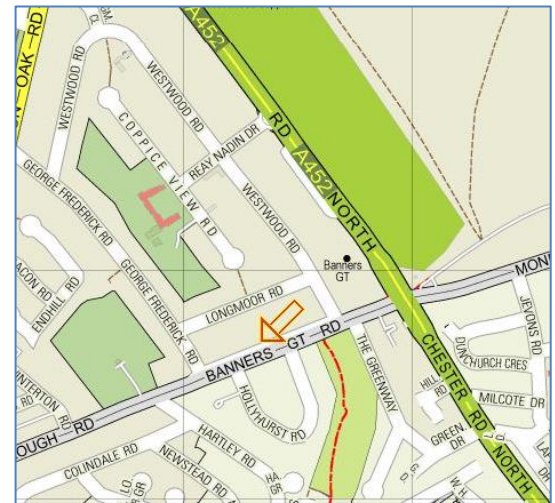 A452
RD
A452
NORTH
OAK - RD
WESTWOOD RD
WESTWOOD RD
COPPICE VIEW RD
REAY NADIN DR
WESTWOOD RD
GEORGE FREDERICK RD
GEORGE FREDERICK RD
Banners
GT
LONGMOOR RD
ENDHILL RD
BANNERS - GT - RD
THE GREENWAY
CHESTER - RD
NORTH
JEVONS RD
DUNCHURCH CRES
HILL
RD
MILCOTE DR
GREEN
DR
HOLLYHURST RD
HARTLEY RD
RD
COLINDALE RD
NEWSTEAD RD